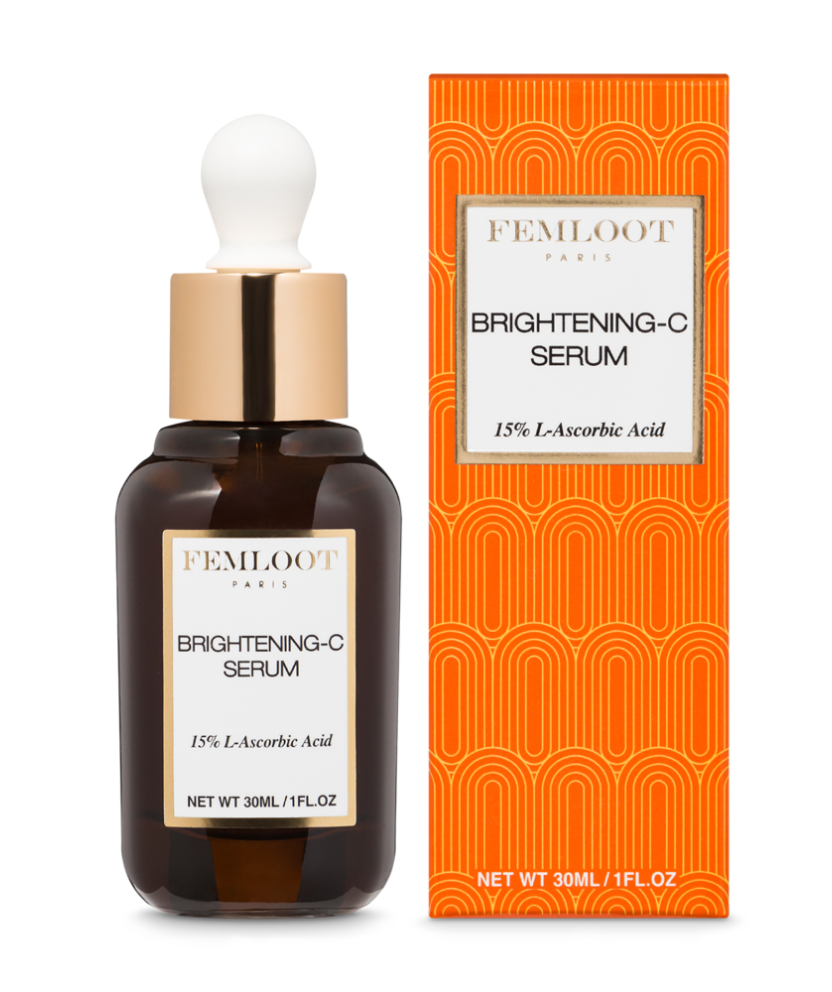 FEMLOOT
PARIS
BRIGHTENING-C
SERUM
15% L-Ascorbic Acid
NET WT 30ML / 1FL.OZ
FEMLOOT
PARIS
BRIGHTENING-C
SERUM
15% L-Ascorbic Acid
NET WT 30ML / 1FL.OZ